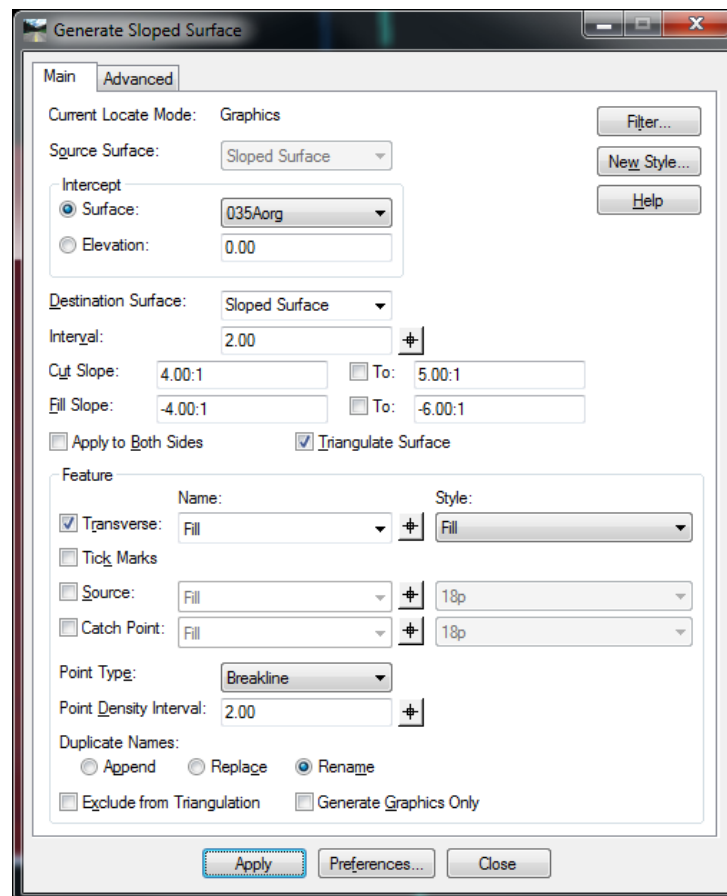 Generate Sloped Surface
Main Advanced
Current Locate Mode: Graphics
Filter...
Source Surface: Sloped Surface
New Style...
Intercept
Help
Surface: 035Aorg
Elevation: 0.00
Destination Surface: Sloped Surface
Interval: 2.00
Cut Slope: 4.00:1 To: 5.00:1
Fill Slope: -4.00:1 To: -6.00:1
Apply to Both Sides Triangulate Surface
Feature
Name: Style:
Transverse: Fill Fill
Tick Marks
Source: Fill 18p
Catch Point: Fill 18p
Point Type: Breakline
Point Density Interval: 2.00
Duplicate Names:
Append Replace Rename
Exclude from Triangulation Generate Graphics Only
Apply Preferences... Close